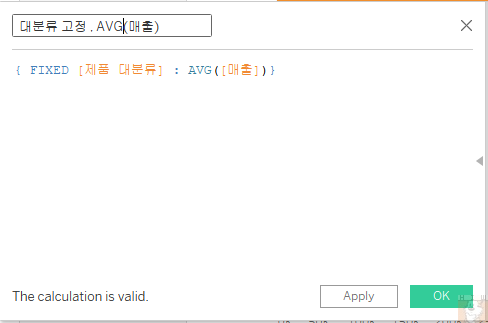 대분류 고정 , AVG(매출)
{ FIXED [제품 대분류] : AVG([매출])}
The calculation is valid.
Apply
OK